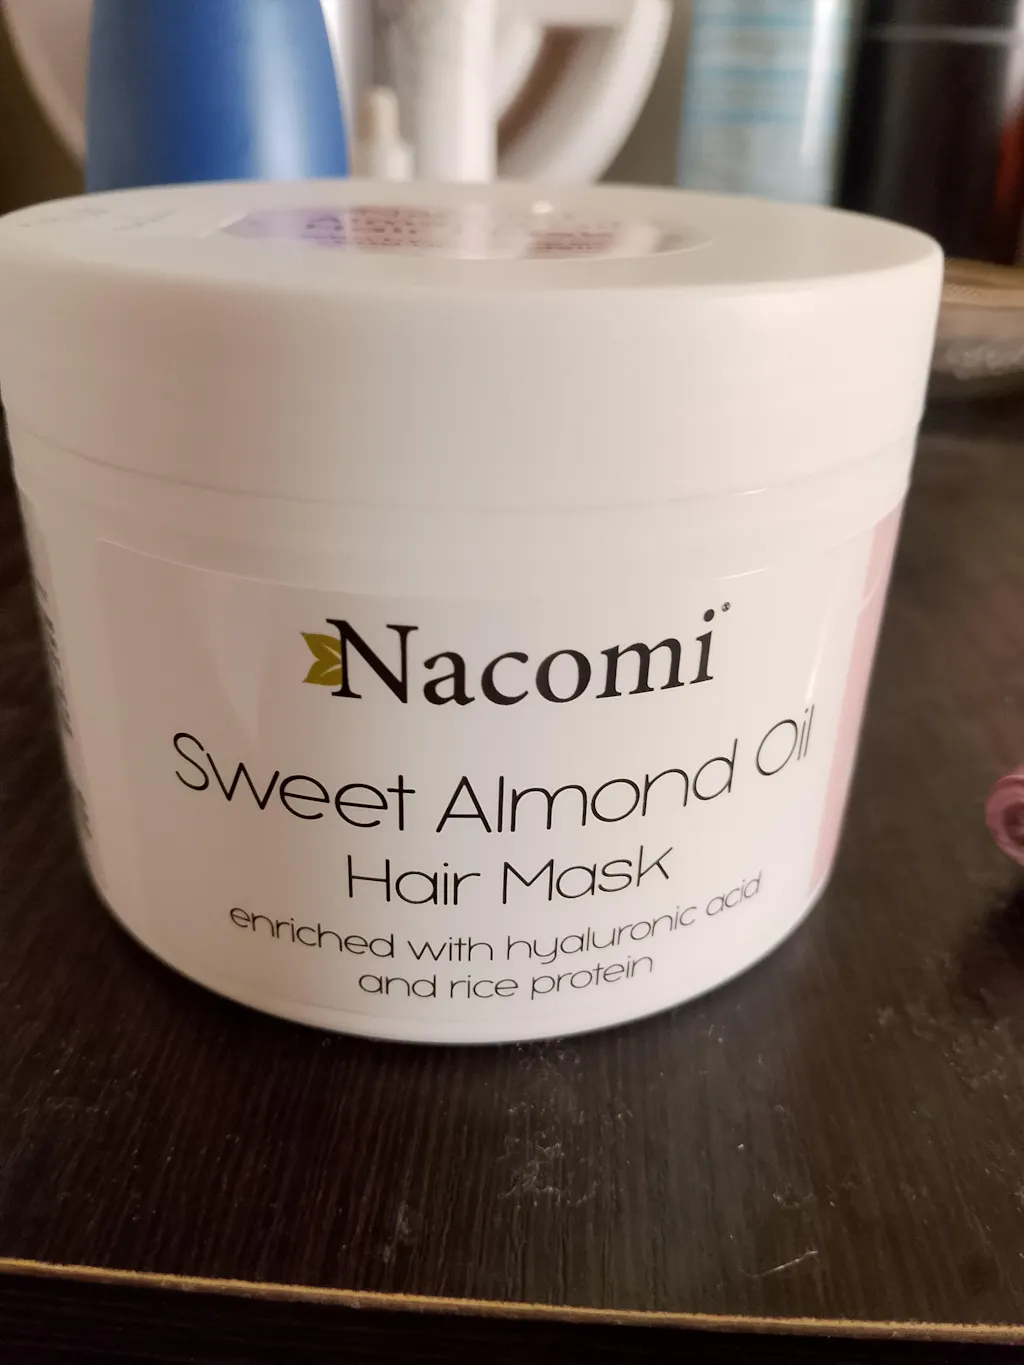 Nacomi®
Sweet Almond Oil
Hair Mask
enriched with hyaluronic acid
and rice protein